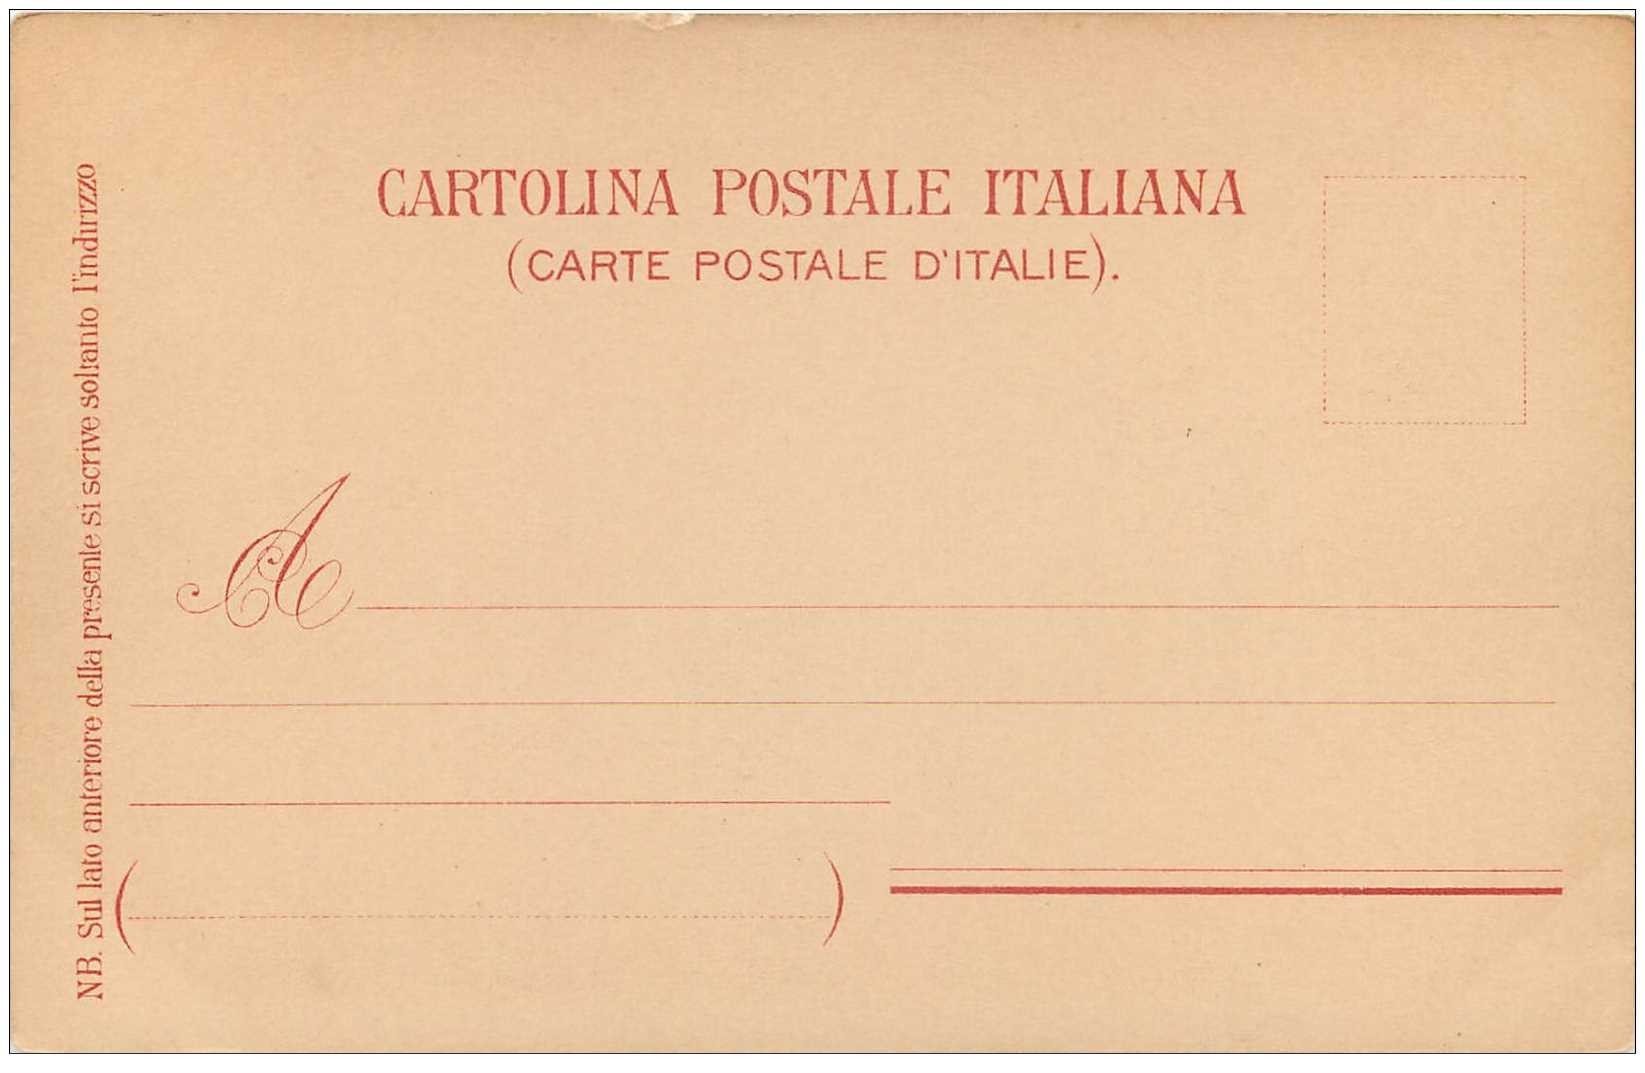 CARTOLINA POSTALE ITALIANA
(CARTE POSTALE D'ITALIE).
A
NB. Sul lato anteriore della presente si scrive soltanto l'indirizzo